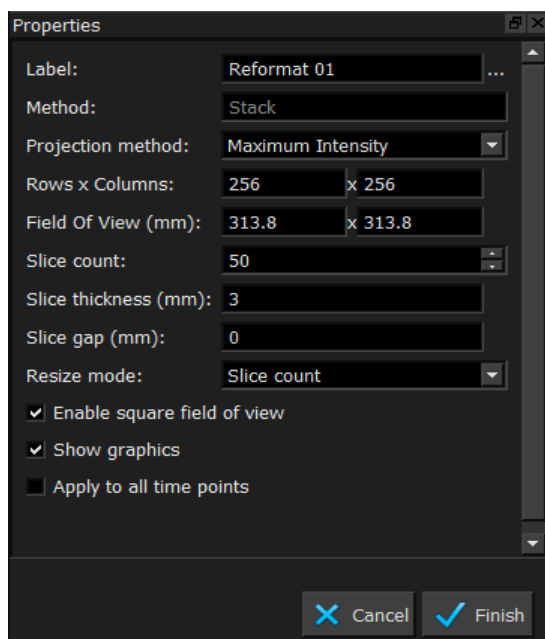 Properties
Label: Reformat 01 ...
Method: Stack
Projection method: Maximum Intensity
Rows x Columns: 256 x 256
Field Of View (mm): 313.8 x 313.8
Slice count: 50
Slice thickness (mm): 3
Slice gap (mm): 0
Resize mode: Slice count
Enable square field of view
Show graphics
Apply to all time points
Cancel Finish